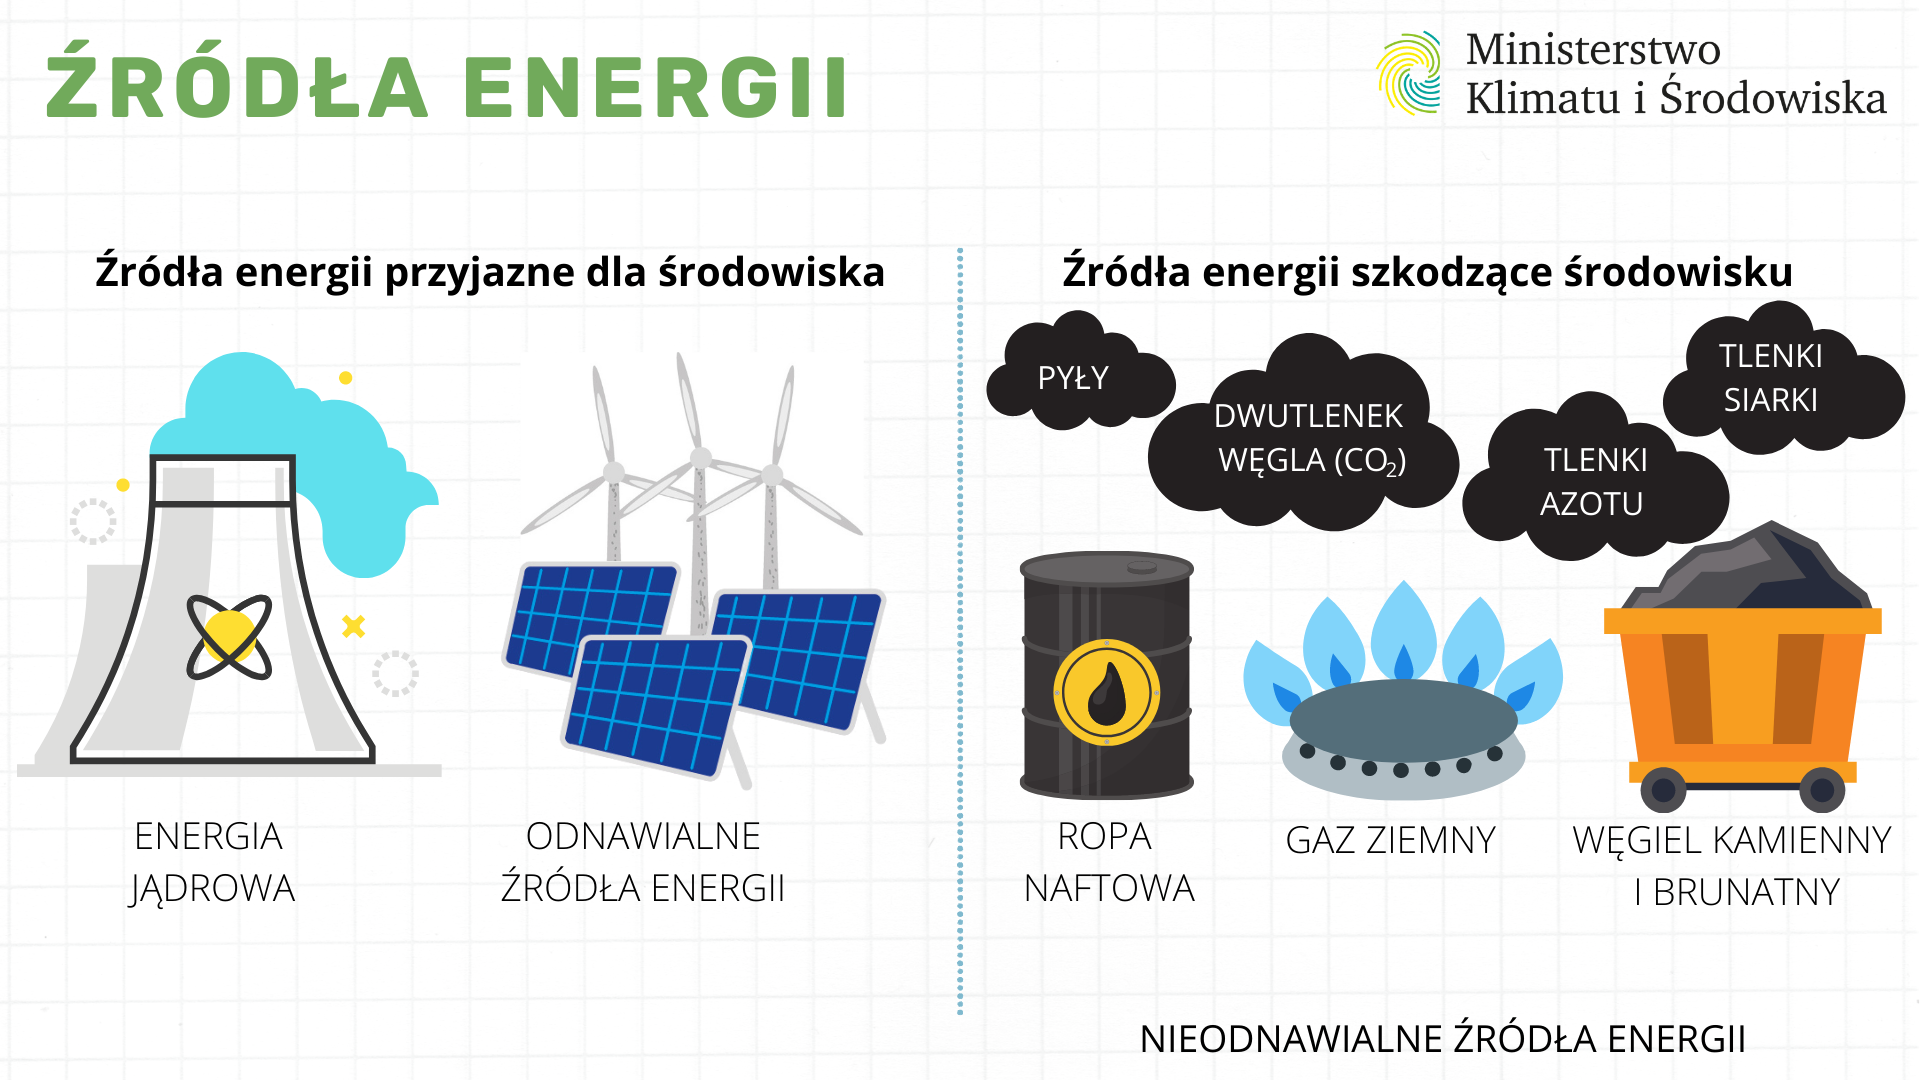 ŹRÓDŁA ENERGII
Ministerstwo
Klimatu i Środowiska
Źródła energii przyjazne dla środowiska
ENERGIA
JĄDROWA
ODNAWIALNE
ŹRÓDŁA ENERGII
Źródła energii szkodzące środowisku
PYŁY
DWUTLENEK
WĘGLA (CO₂)
TLENKI
AZOTU
TLENKI
SIARKI
ROPA
NAFTOWA
GAZ ZIEMNY
WĘGIEL KAMIENNY
I BRUNATNY
NIEODNAWIALNE ŹRÓDŁA ENERGII